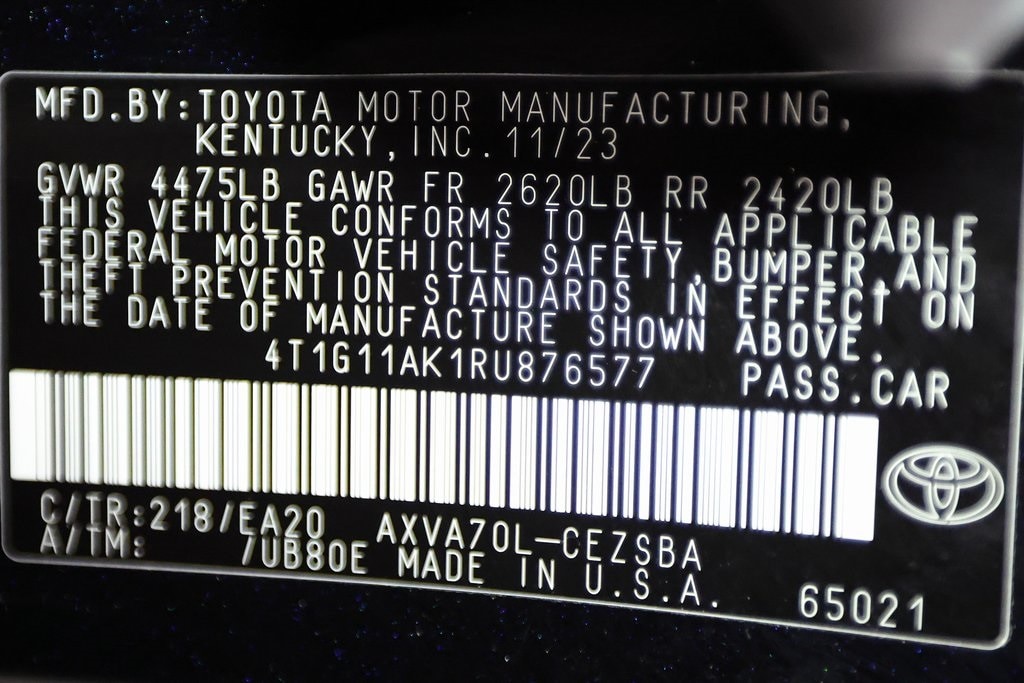 MFD.BY:TOYOTA MOTOR MANUFACTURING,
KENTUCKY,INC.11/23
GVWR 4475LB GAWR FR 2620LB RR 2420LB
THIS VEHICLE CONFORMS TO ALL APPLICABLE
FEDERAL MOTOR VEHICLE SAFETY,BUMPER,AND
THEFT PREVENTION STANDARDS IN EFFECT ON
THE DATE OF MANUFACTURE SHOWN ABOVE.
4T1G11AK1RU876577 PASS.CAR
C/TR:218/EA20 AXVA70L-CEZSBA
A/TM: /UB80E MADE IN U.S.A. 65021